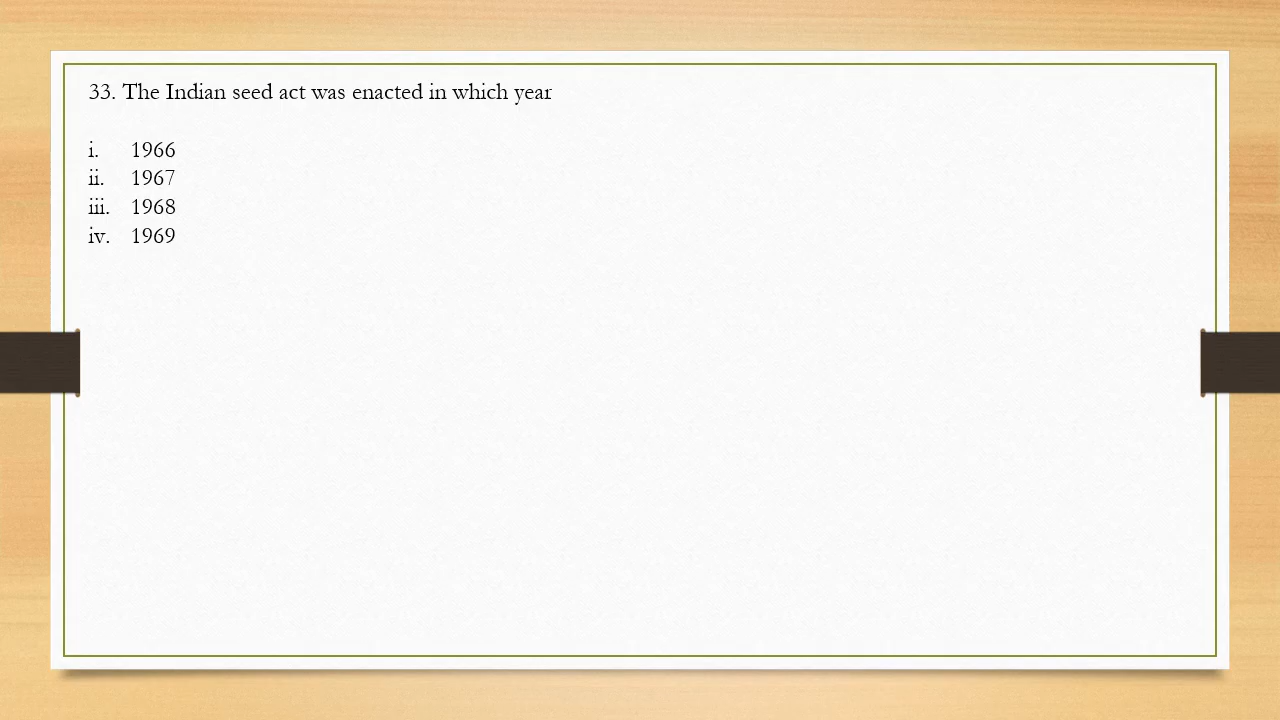 33. The Indian seed act was enacted in which year
i. 1966
ii. 1967
iii. 1968
iv. 1969